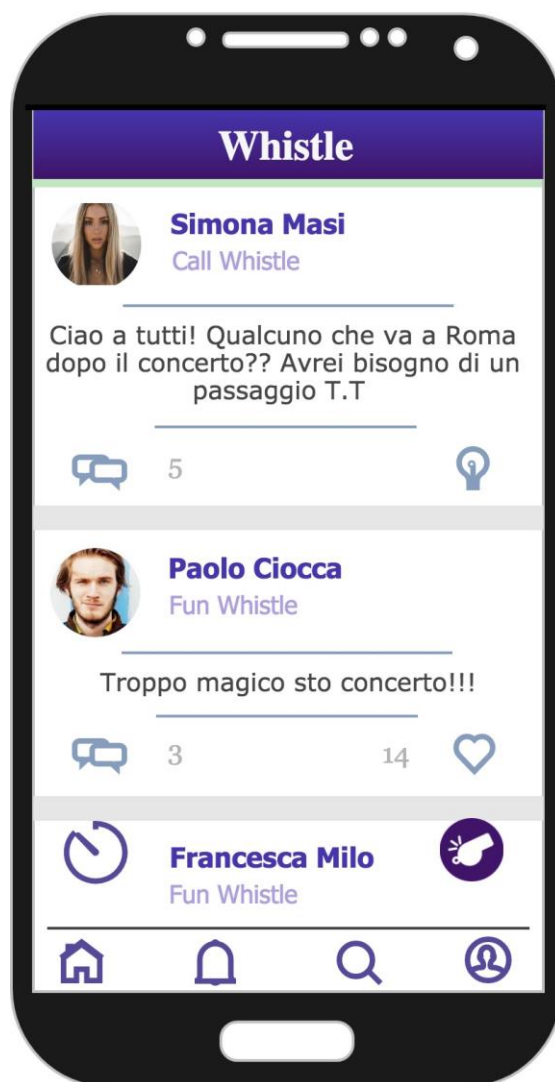 Whistle
Simona Masi
Call Whistle
Ciao a tutti! Qualcuno che va a Roma
dopo il concerto?? Avrei bisogno di un
passaggio T.T
5
Paolo Ciocca
Fun Whistle
Troppo magico sto concerto!!!
3 14
Francesca Milo
Fun Whistle